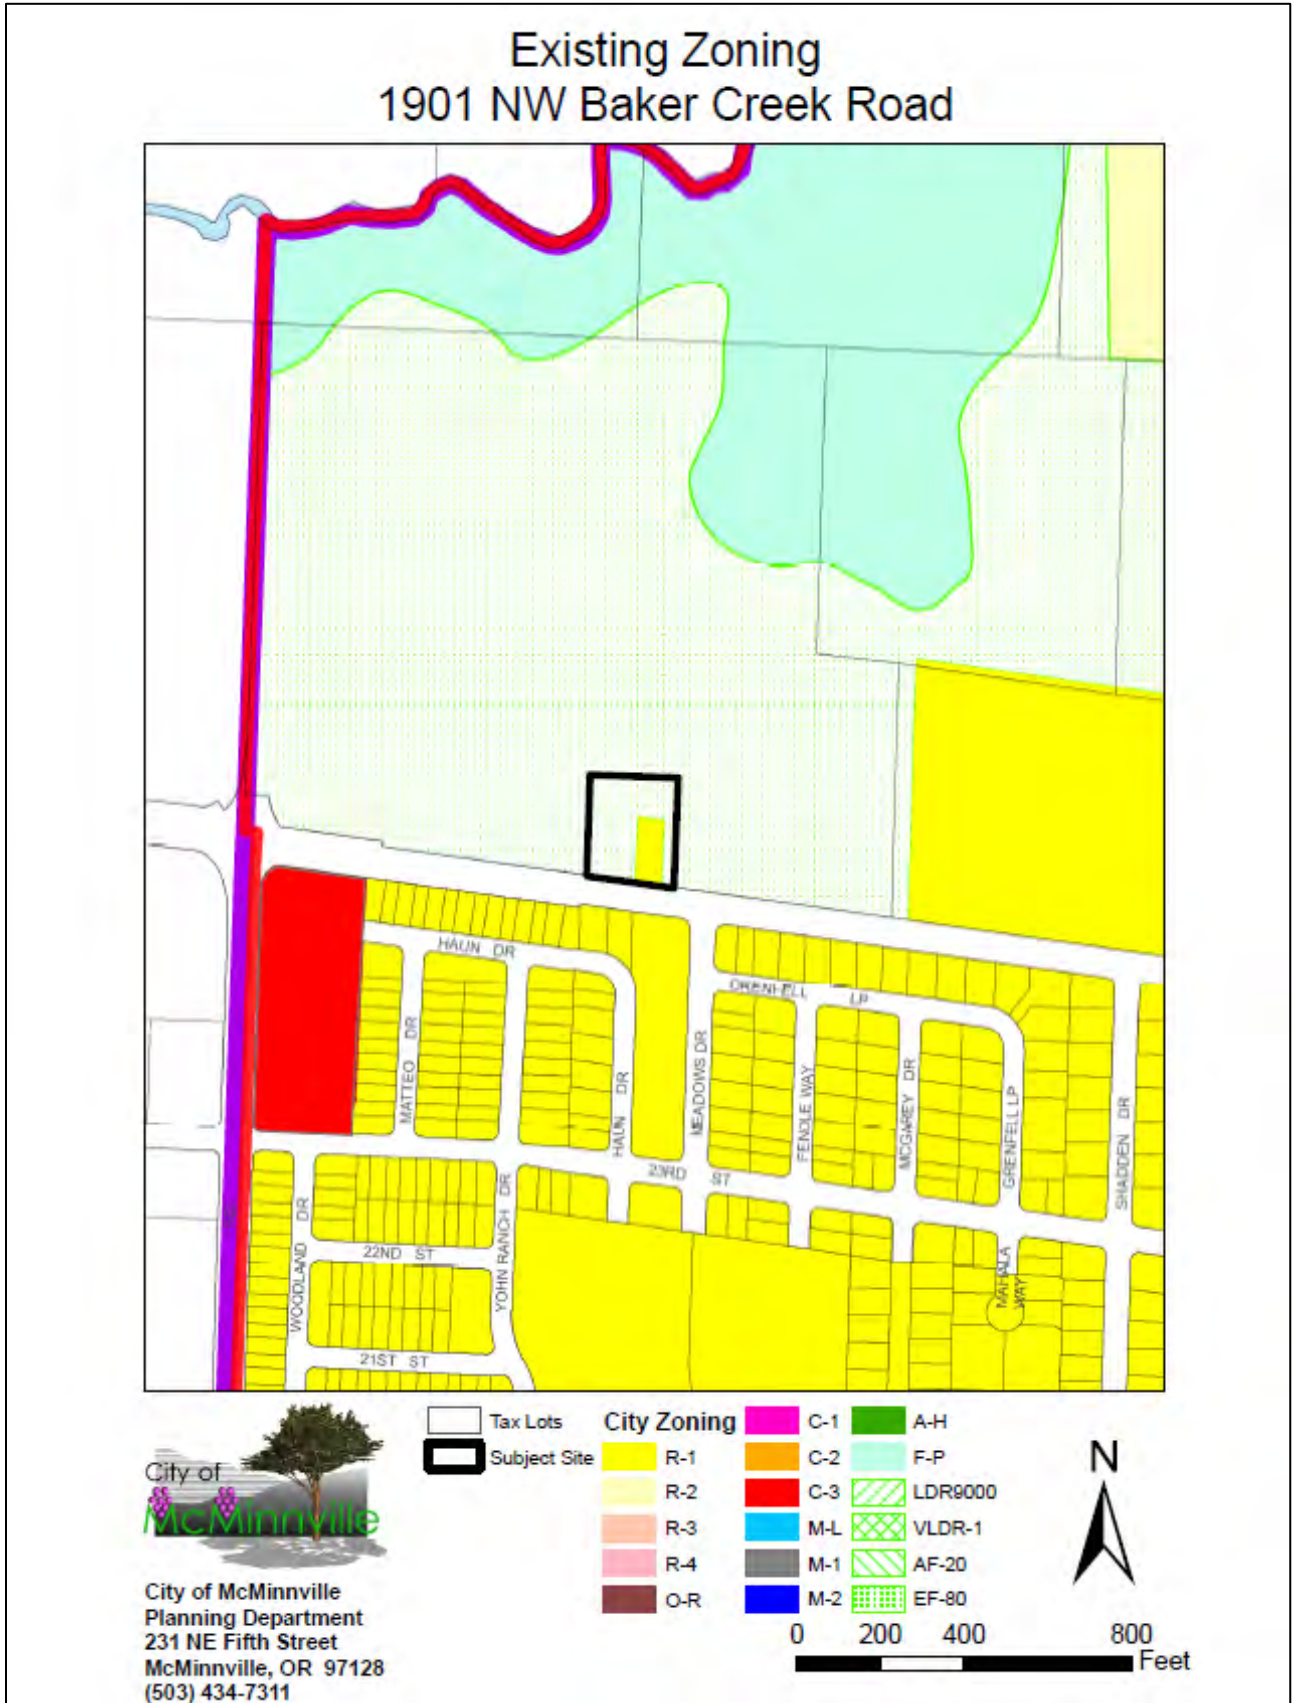 Existing Zoning
1901 NW Baker Creek Road
HAUN DR
GRENFELL LP
MATTEO DR
HAUN DR
MEADOWS DR
FENDLE WAY
MCGAREY DR
GRENFELL LP
SHADDEN DR
23RD ST
WOODLAND DR
22ND ST
YOHN RANCH DR
MAHALA WAY
21ST ST
Tax Lots
Subject Site
City Zoning
R-1
R-2
R-3
R-4
O-R
C-1
C-2
C-3
M-L
M-1
M-2
A-H
F-P
LDR9000
VLDR-1
AF-20
EF-80
N
0 200 400 800
Feet
City of
McMinnville
City of McMinnville
Planning Department
231 NE Fifth Street
McMinnville, OR 97128
(503) 434-7311